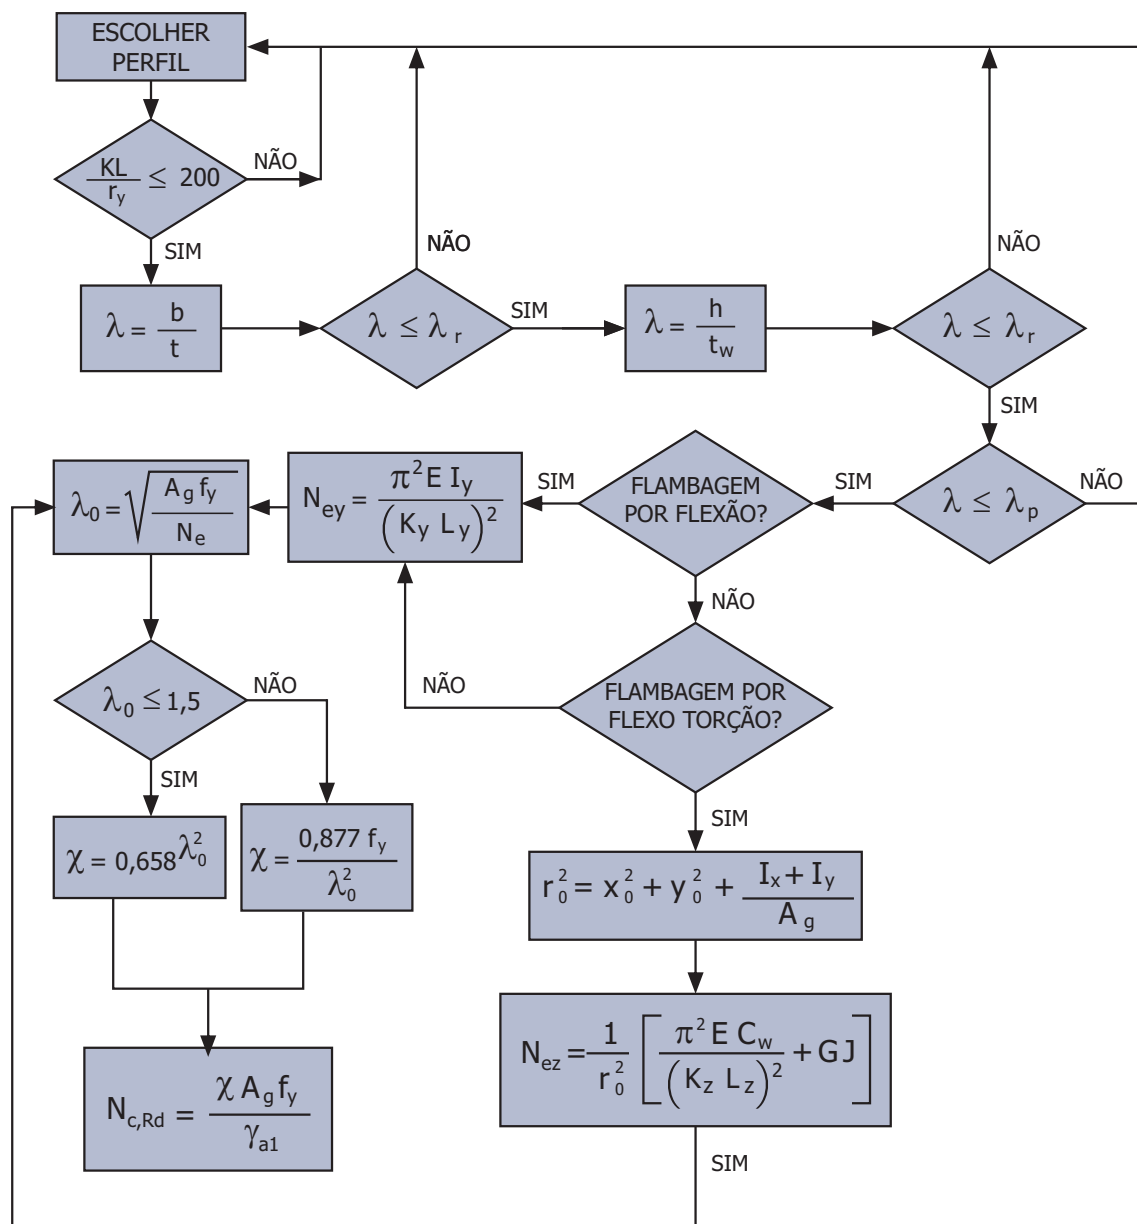 ESCOLHER
PERFIL
KL/r_y ≤ 200
NÃO
SIM
λ = b/t
λ ≤ λ_r
NÃO
SIM
λ = h/t_w
λ ≤ λ_r
NÃO
SIM
λ ≤ λ_p
NÃO
SIM
FLAMBAGEM
POR FLEXÃO?
SIM
NÃO
N_ey = π² E I_y / (K_y L_y)²
λ_0 = √(A_g f_y / N_e)
FLAMBAGEM POR
FLEXO TORÇÃO?
NÃO
SIM
λ_0 ≤ 1,5
NÃO
SIM
χ = 0,658^(λ_0²)
χ = 0,877 f_y / λ_0²
r_0² = x_0² + y_0² + (I_x + I_y) / A_g
N_ez = 1/r_0² [π² E C_w / (K_z L_z)² + GJ]
SIM
N_c,Rd = χ A_g f_y / γ_a1